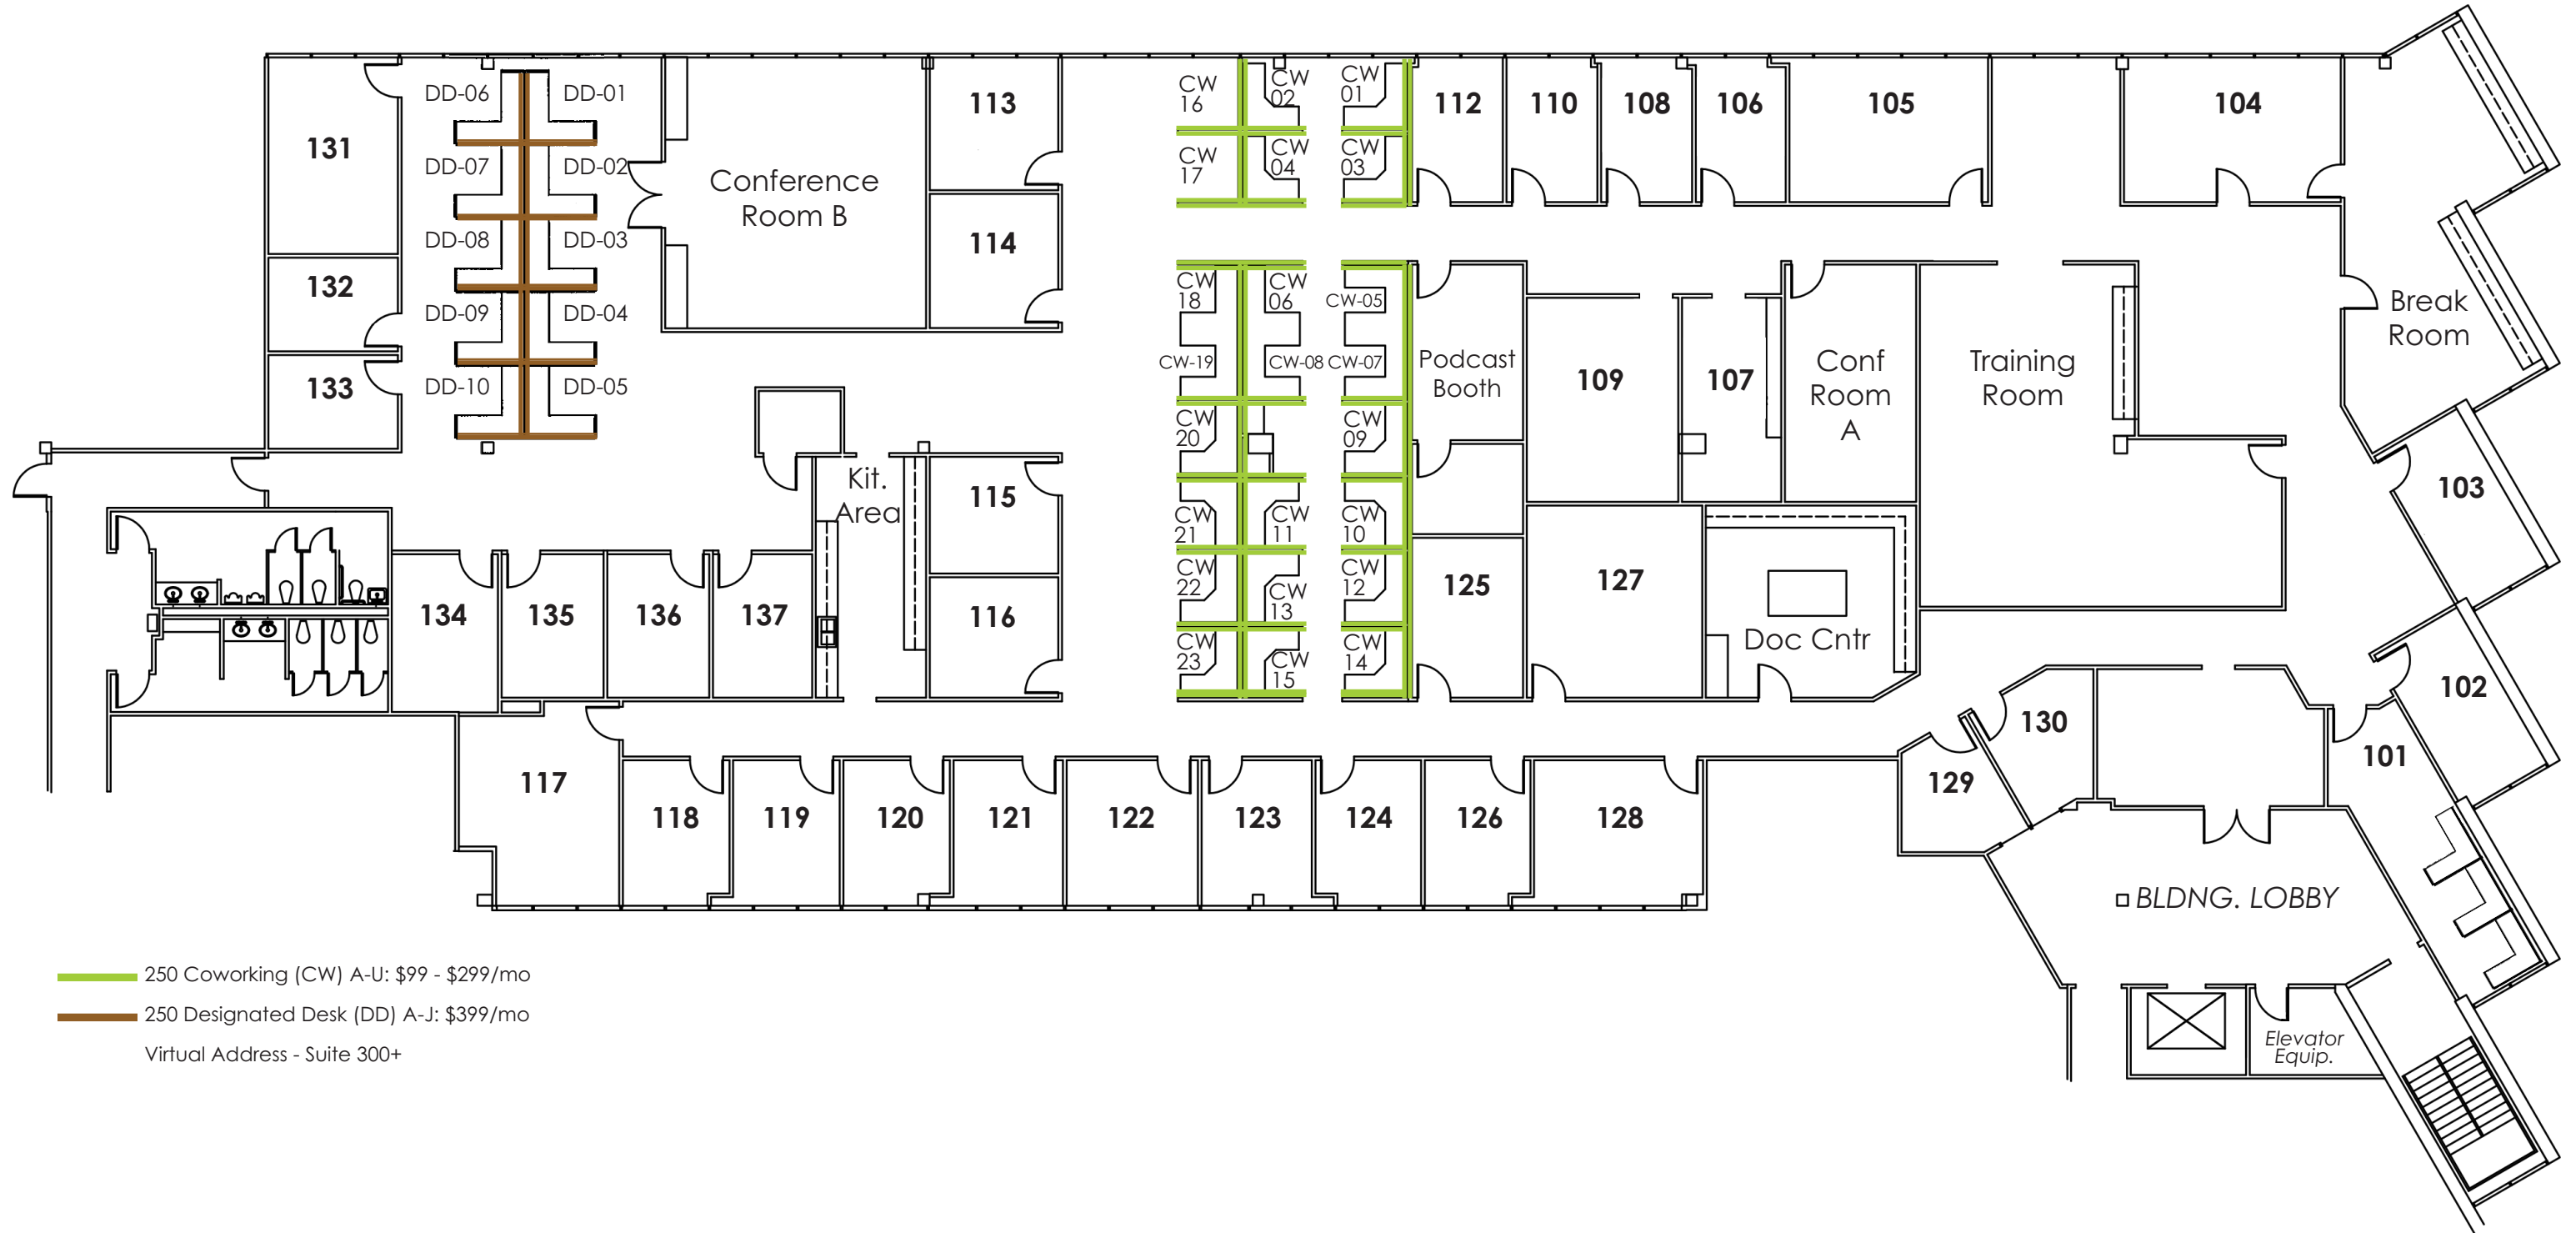 CW
16
CW
02
CW
01
DD-06
DD-01
113
112
110
108
106
105
104
131
DD-07
DD-02
CW
17
CW
04
CW
03
Conference
Room B
DD-08
DD-03
114
132
DD-09
DD-04
CW
18
CW
06
CW-05
Break
Room
133
DD-10
DD-05
CW-19
CW-08
CW-07
Podcast
Booth
109
107
Conf
Room
A
Training
Room
CW
20
CW
09
Kit.
Area
115
103
CW
21
CW
11
CW
10
CW
22
CW
13
CW
12
125
127
134
135
136
137
116
CW
23
CW
15
CW
14
Doc Cntr
102
130
101
117
129
118
119
120
121
122
123
124
126
128
BLDNG. LOBBY
250 Coworking (CW) A-U: $99 - $299/mo
250 Designated Desk (DD) A-J: $399/mo
Virtual Address - Suite 300+
Elevator
Equip.